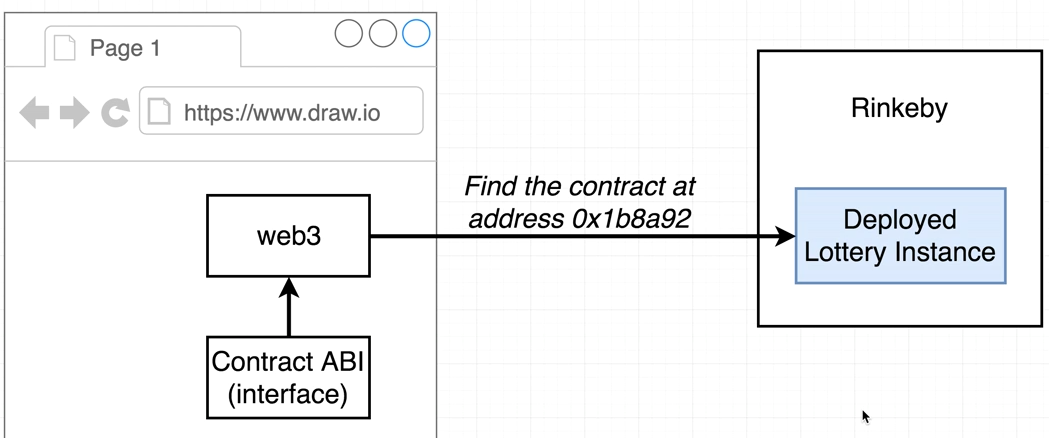 Page 1
https://www.draw.io
Rinkeby
Find the contract at
address 0x1b8a92
web3
Deployed
Lottery Instance
Contract ABI
(interface)